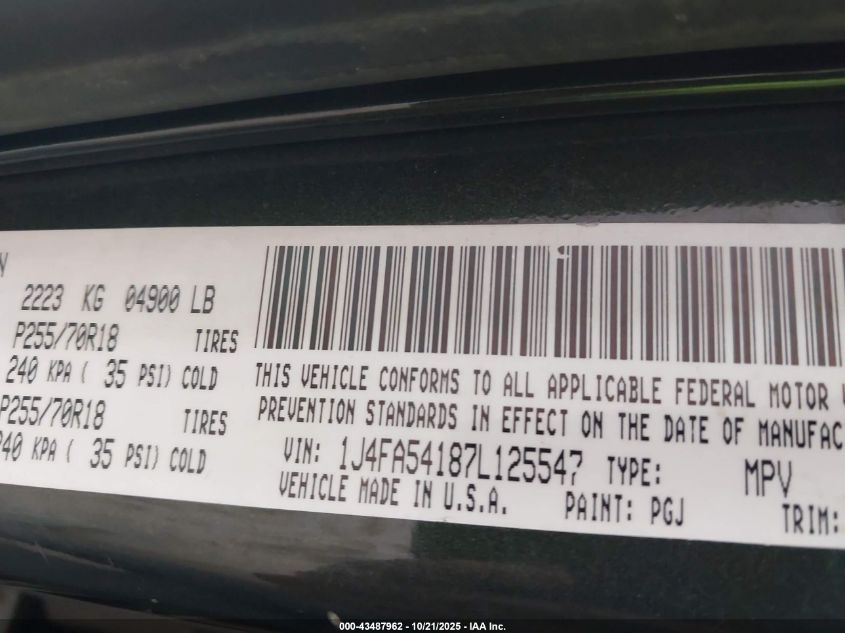 2223 KG 04900 LB
P255/70R18 TIRES
240 KPA ( 35 PSI) COLD
P255/70R18 TIRES
240 KPA ( 35 PSI) COLD
THIS VEHICLE CONFORMS TO ALL APPLICABLE FEDERAL MOTOR
PREVENTION STANDARDS IN EFFECT ON THE DATE OF MANUFAC
VIN: 1J4FA54187L125547 TYPE: MPV
VEHICLE MADE IN U.S.A. PAINT: PGJ TRIM:
000-43487962 - 10/21/2025 - IAA Inc.